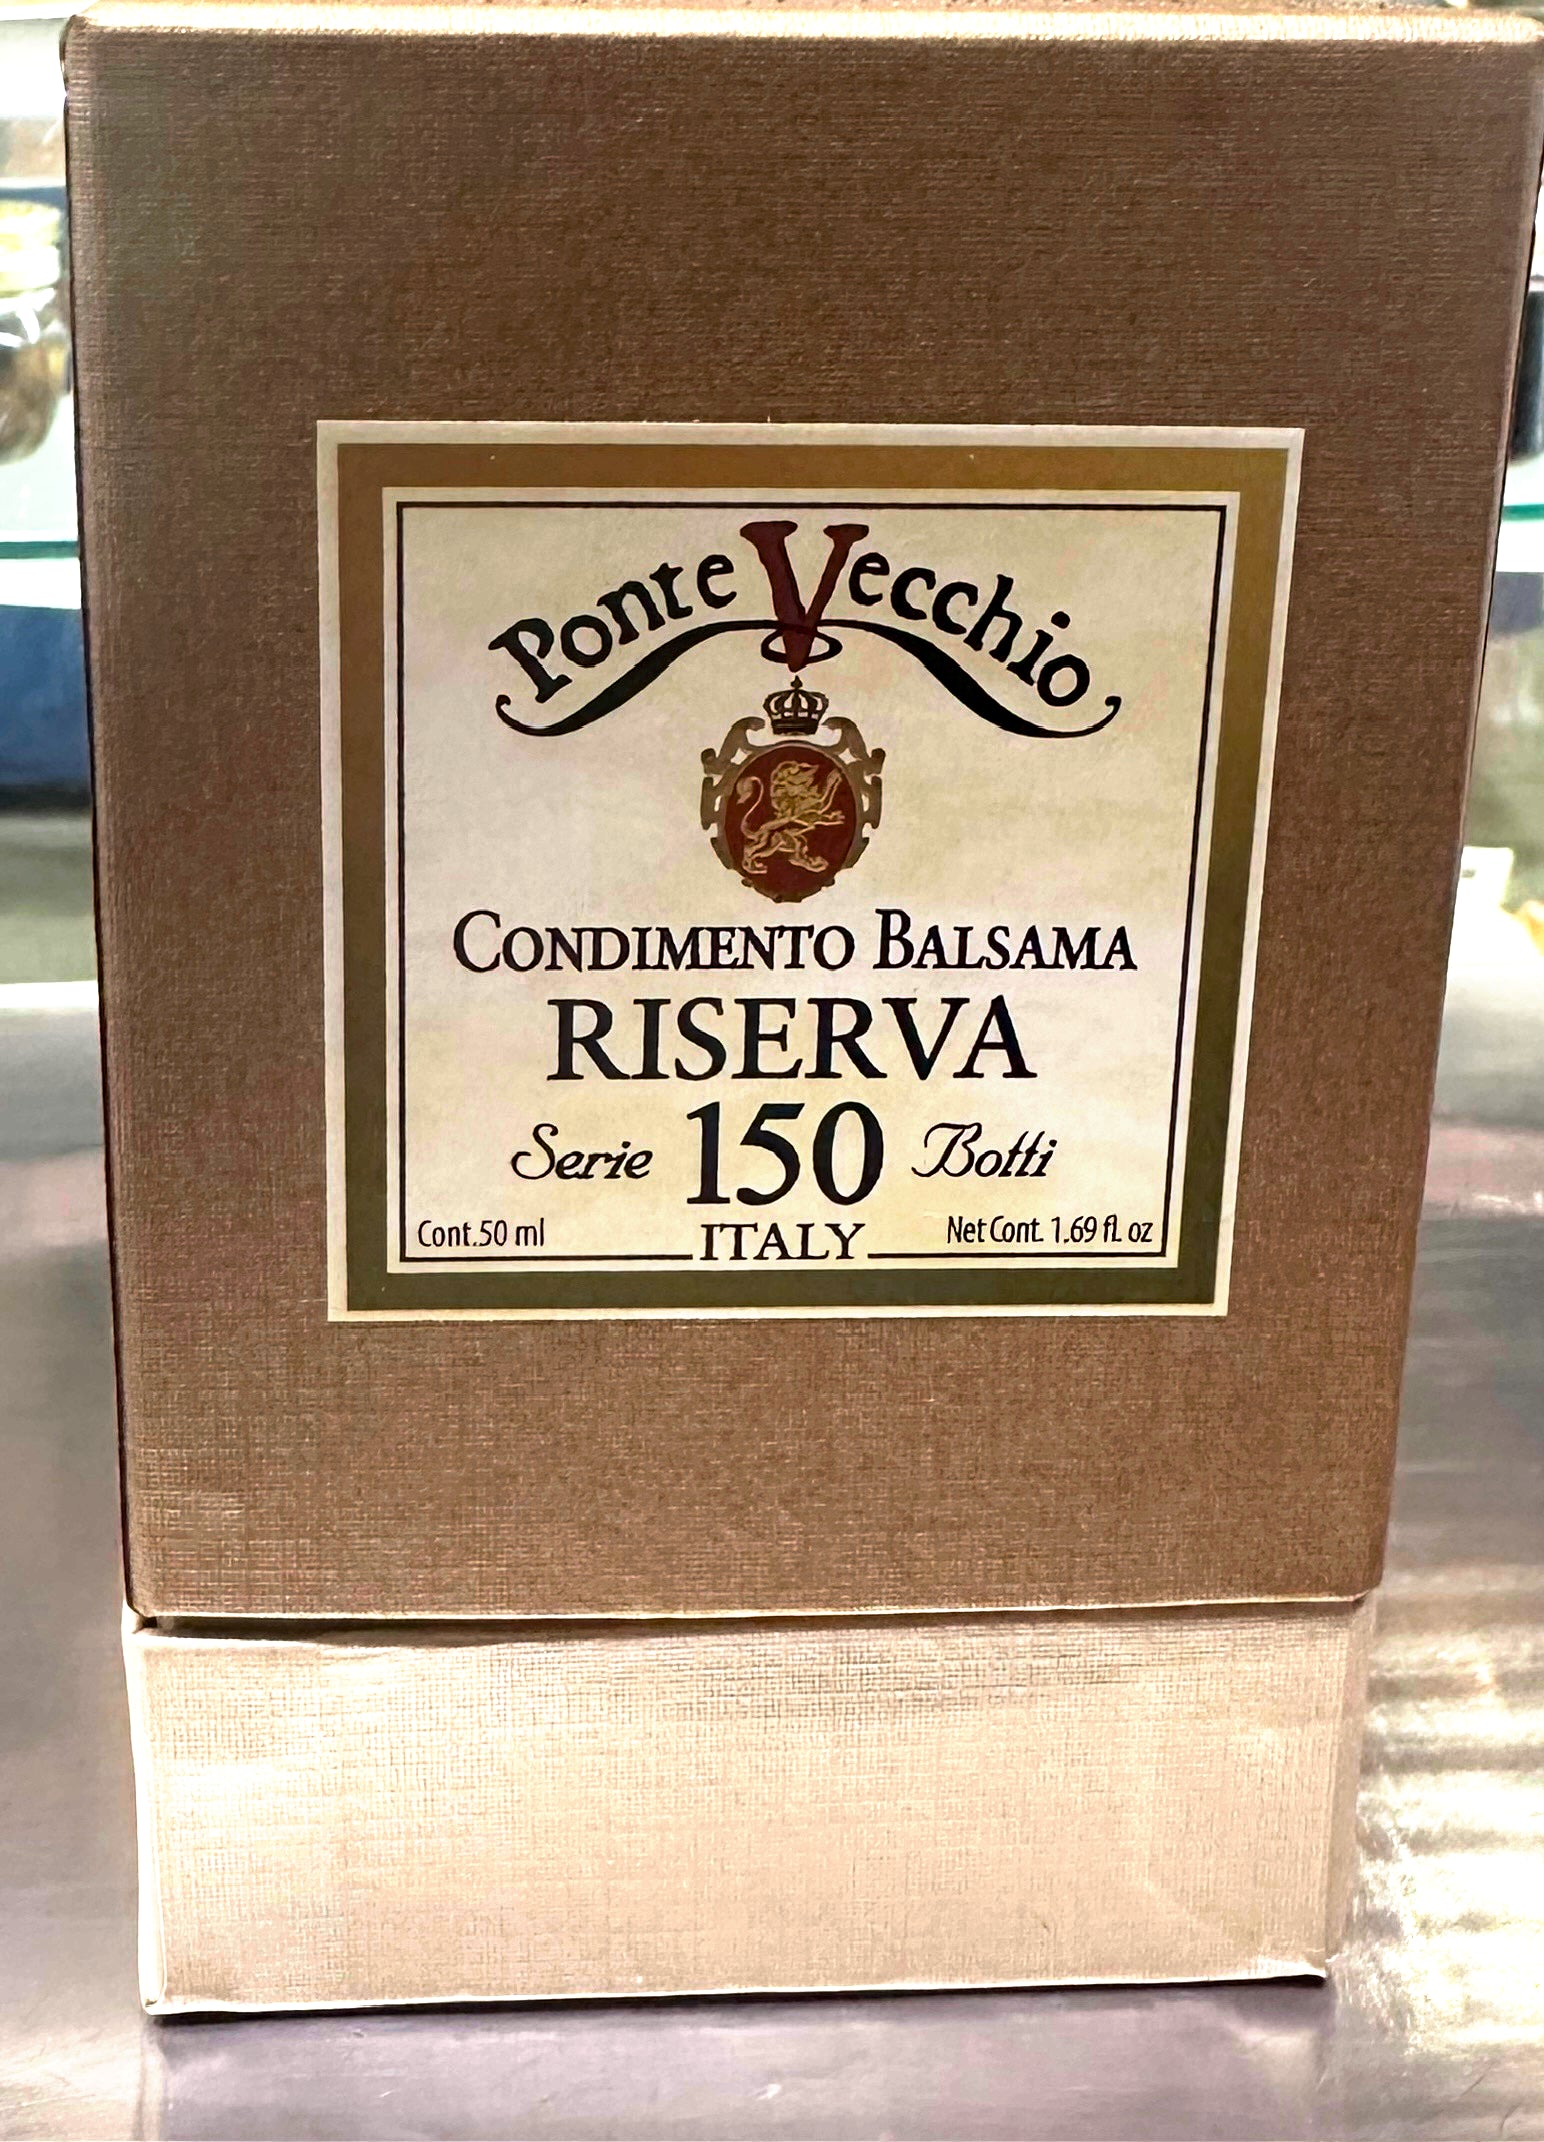 Ponte Vecchio
CONDIMENTO BALSAMA
RISERVA
Serie 150 Botti
Cont.50 ml ITALY Net Cont. 1.69 fl oz